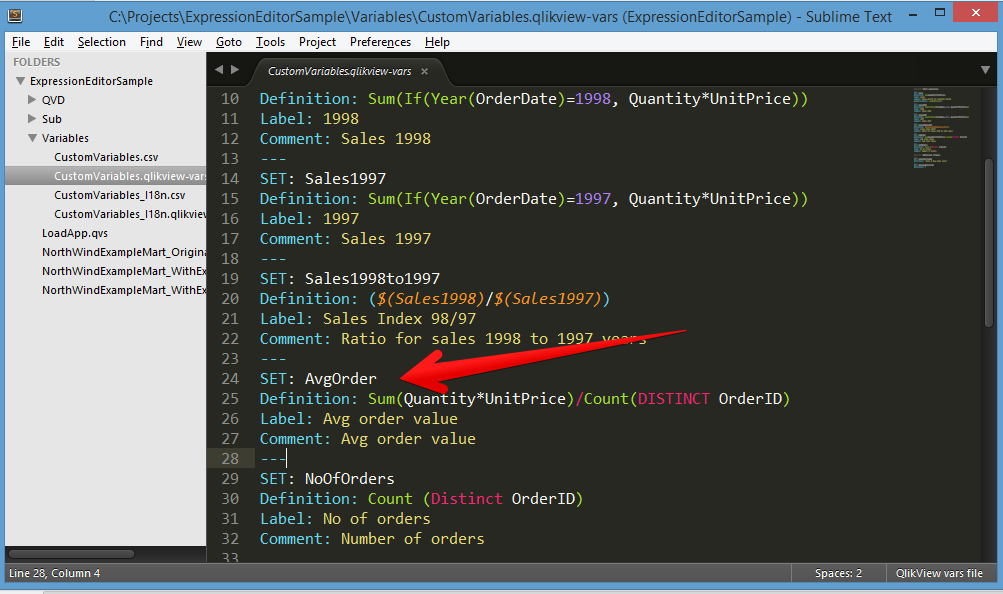 C:\Projects\ExpressionEditorSample\Variables\CustomVariables.qlikview-vars (ExpressionEditorSample) - Sublime Text
File Edit Selection Find View Goto Tools Project Preferences Help
FOLDERS
ExpressionEditorSample
QVD
Sub
Variables
CustomVariables.csv
CustomVariables.qlikview-vars
CustomVariables_I18n.csv
CustomVariables_I18n.qlikview
LoadApp.qvs
NorthWindExampleMart_Origina
NorthWindExampleMart_WithEx
NorthWindExampleMart_WithEx
CustomVariables.qlikview-vars
10 Definition: Sum(If(Year(OrderDate)=1998, Quantity*UnitPrice))
11 Label: 1998
12 Comment: Sales 1998
13 ---
14 SET: Sales1997
15 Definition: Sum(If(Year(OrderDate)=1997, Quantity*UnitPrice))
16 Label: 1997
17 Comment: Sales 1997
18 ---
19 SET: Sales1998to1997
20 Definition: ($(Sales1998)/$(Sales1997))
21 Label: Sales Index 98/97
22 Comment: Ratio for sales 1998 to 1997 years
23 ---
24 SET: AvgOrder
25 Definition: Sum(Quantity*UnitPrice)/Count(DISTINCT OrderID)
26 Label: Avg order value
27 Comment: Avg order value
28 ---
29 SET: NoOfOrders
30 Definition: Count (Distinct OrderID)
31 Label: No of orders
32 Comment: Number of orders
33
Line 28, Column 4 Spaces: 2 QlikView vars file